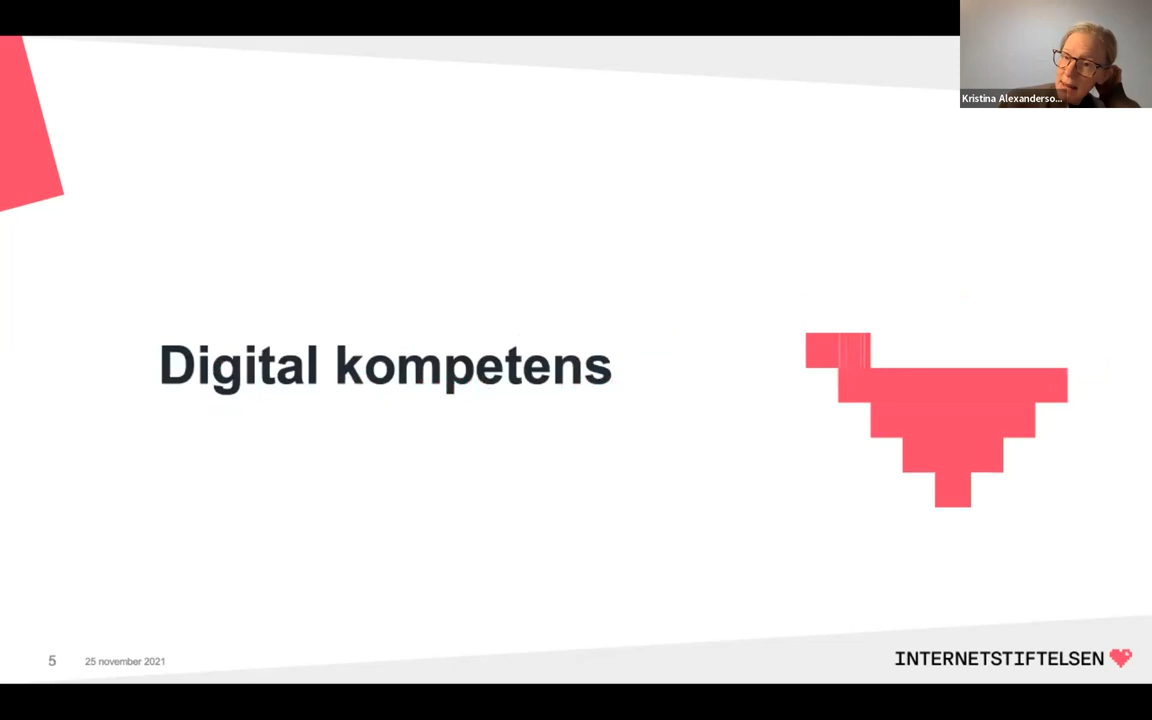 Kristina Alexanderso...
Digital kompetens
5
25 november 2021
INTERNETSTIFTELSEN